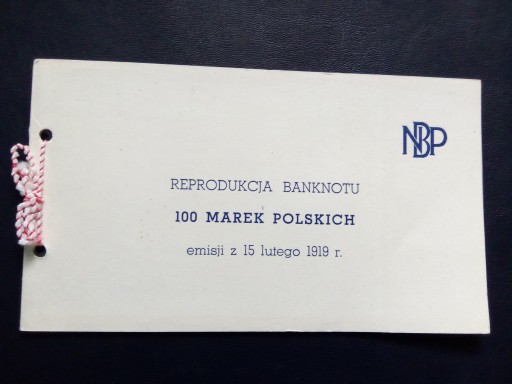 NBP
REPRODUKCJA BANKNOTU
100 MAREK POLSKICH
emisji z 15 lutego 1919 r.